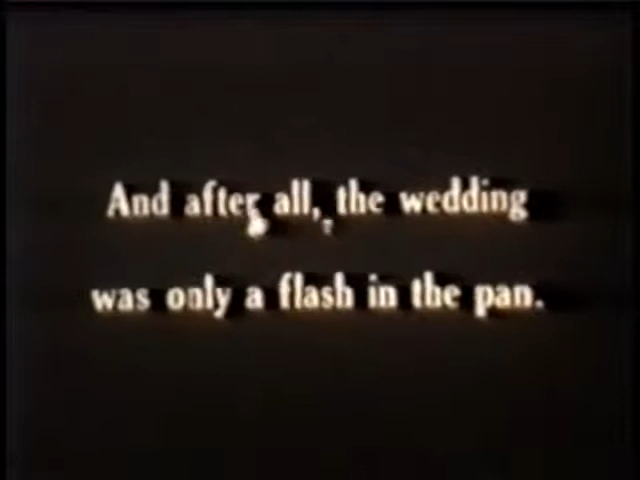 And after all, the wedding
was only a flash in the pan.